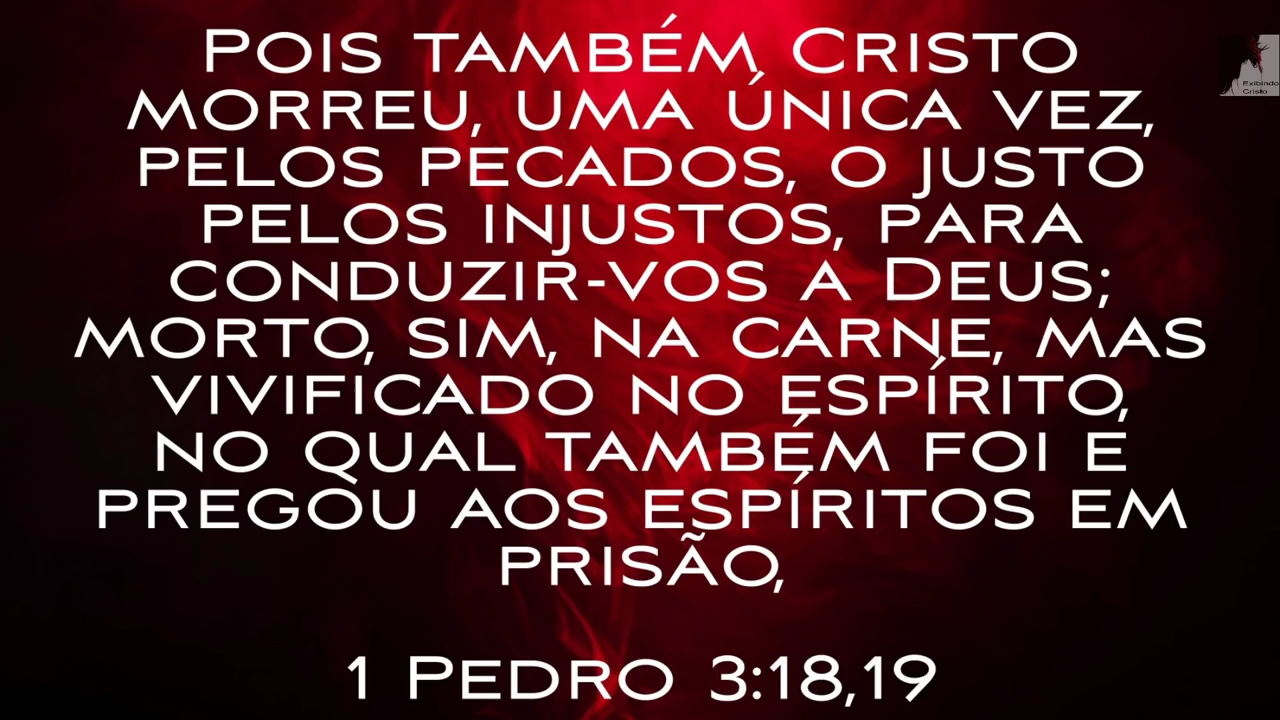 Pois também Cristo
morreu, uma única vez,
pelos pecados, o justo
pelos injustos, para
conduzir-vos a Deus;
morto, sim, na carne, mas
vivificado no espírito,
no qual também foi e
pregou aos espíritos em
prisão,
1 Pedro 3:18,19
Exibindo
Cristo